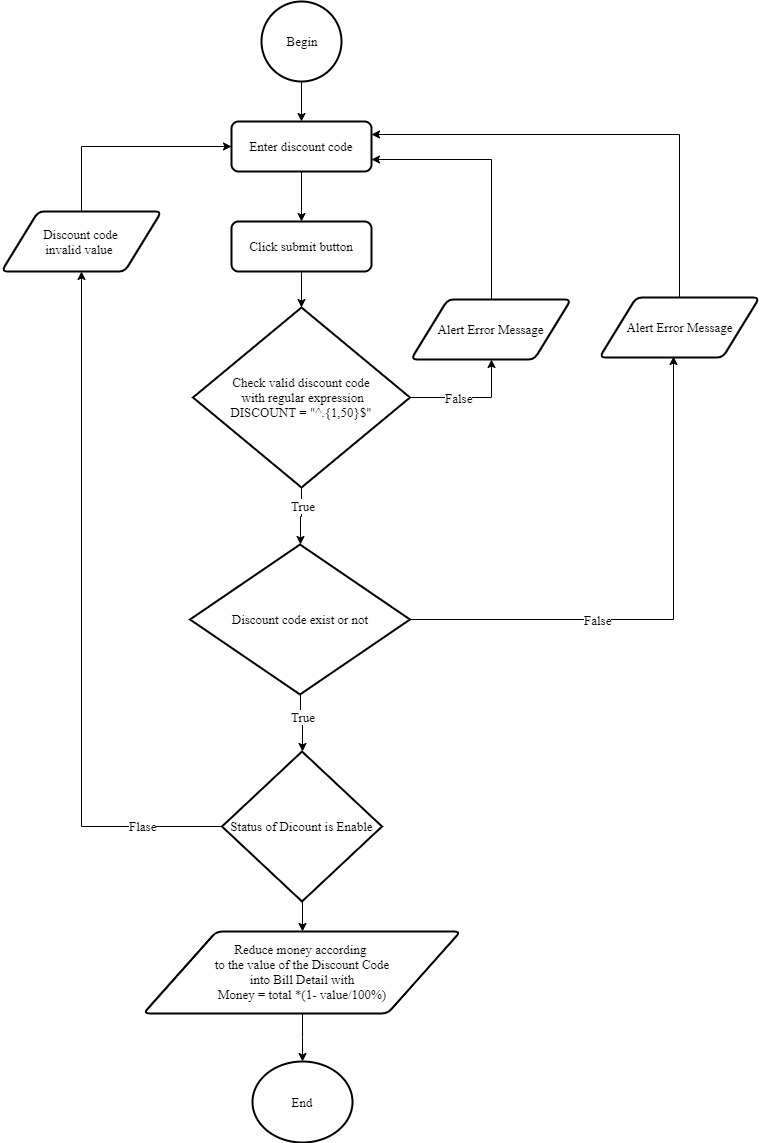 Begin
Enter discount code
Discount code
invalid value
Click submit button
Alert Error Message
Alert Error Message
Check valid discount code
with regular expression
DISCOUNT = "^.{1,50}$"
False
True
Discount code exist or not
False
True
Status of Dicount is Enable
Flase
Reduce money according
to the value of the Discount Code
into Bill Detail with
Money = total *(1- value/100%)
End